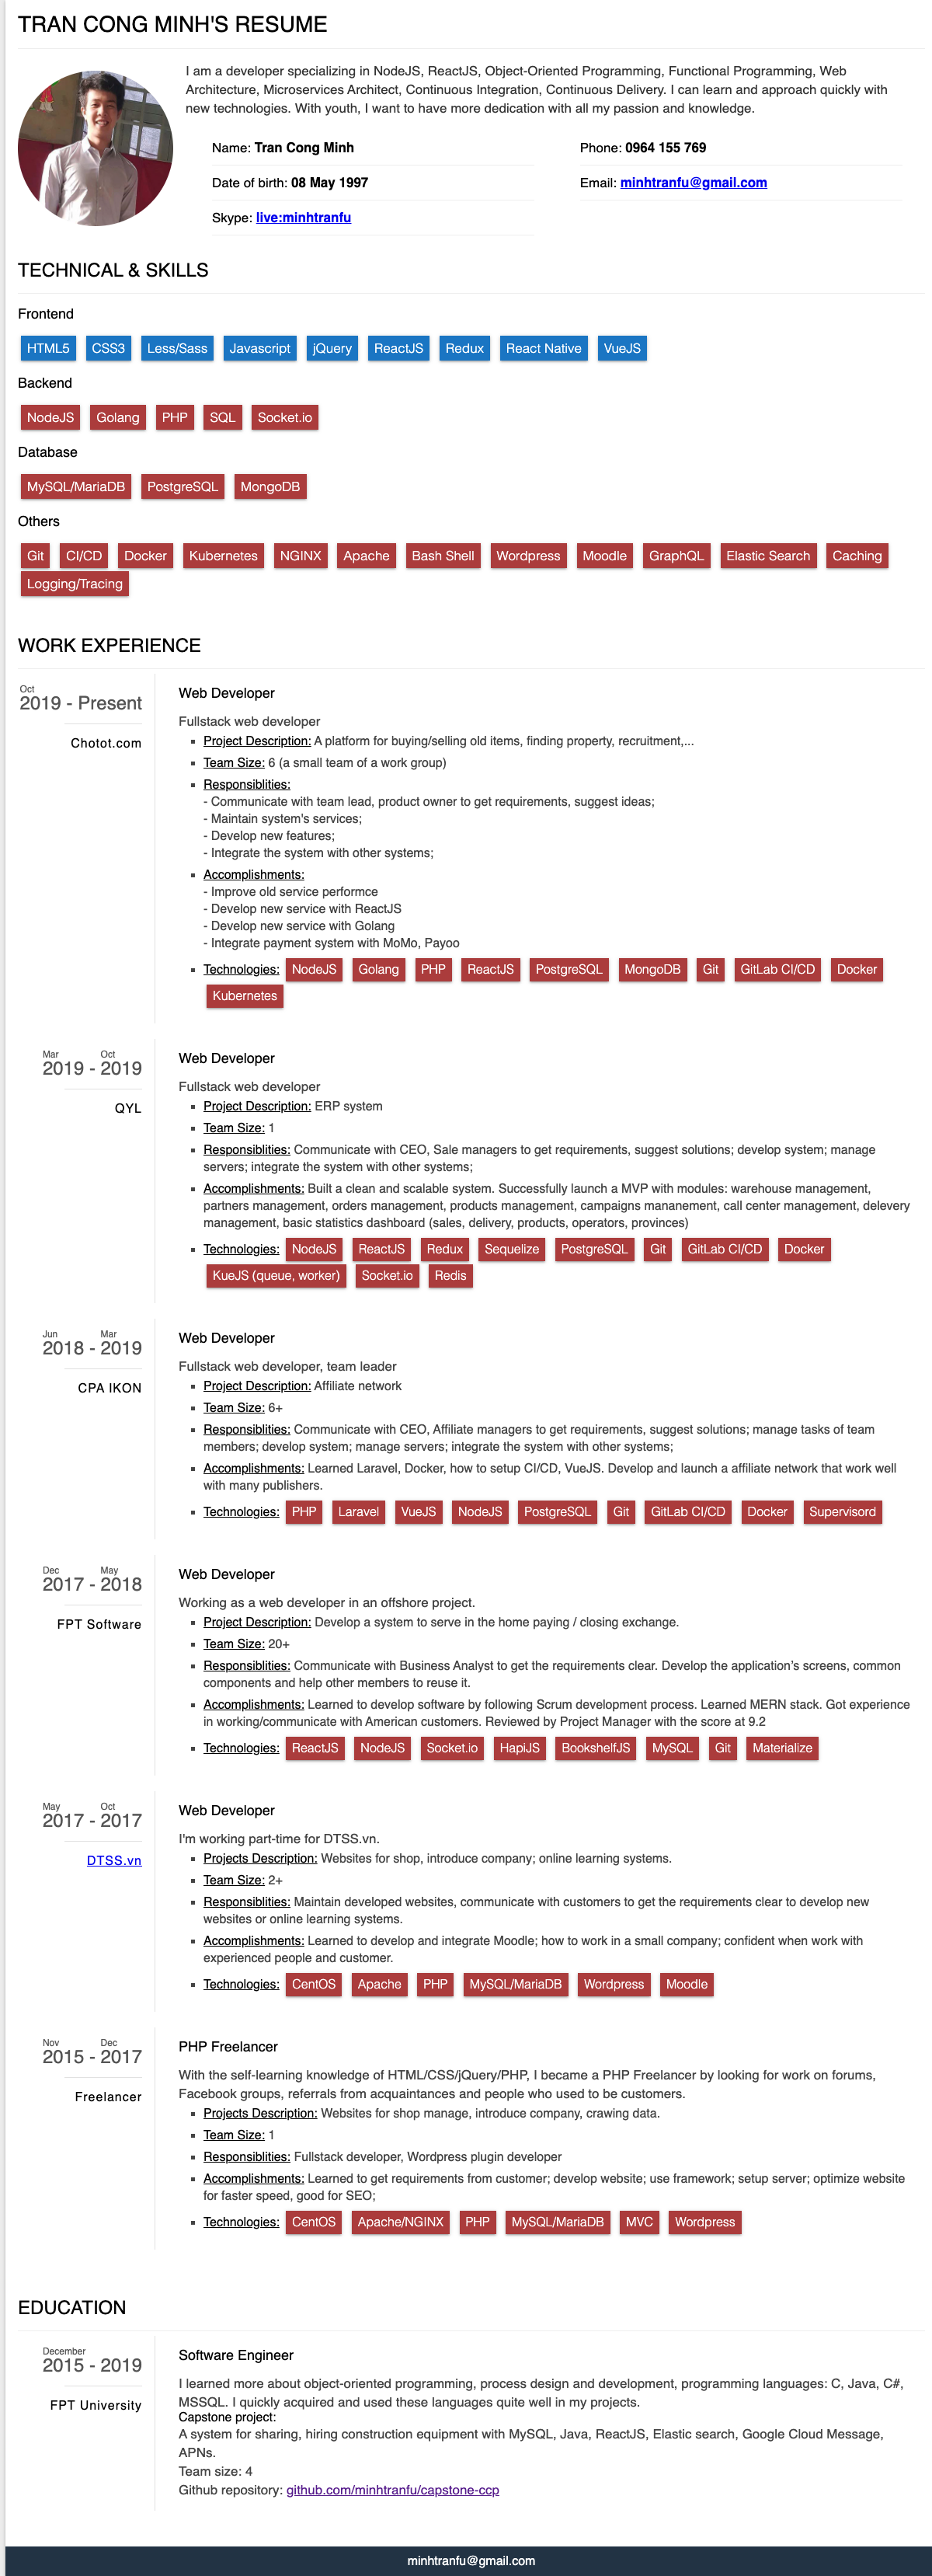 TRAN CONG MINH'S RESUME
I am a developer specializing in NodeJS, ReactJS, Object-Oriented Programming, Functional Programming, Web
Architecture, Microservices Architect, Continuous Integration, Continuous Delivery. I can learn and approach quickly with
new technologies. With youth, I want to have more dedication with all my passion and knowledge.
Name: Tran Cong Minh
Phone: 0964 155 769
Date of birth: 08 May 1997
Email: minhtranfu@gmail.com
Skype: live:minhtranfu
TECHNICAL & SKILLS
Frontend
HTML5 CSS3 Less/Sass Javascript jQuery ReactJS Redux React Native VueJS
Backend
NodeJS Golang PHP SQL Socket.io
Database
MySQL/MariaDB PostgreSQL MongoDB
Others
Git CI/CD Docker Kubernetes NGINX Apache Bash Shell Wordpress Moodle GraphQL Elastic Search Caching
Logging/Tracing
WORK EXPERIENCE
Oct
2019 - Present
Chotot.com
Web Developer
Fullstack web developer
Project Description: A platform for buying/selling old items, finding property, recruitment,...
Team Size: 6 (a small team of a work group)
Responsiblities:
- Communicate with team lead, product owner to get requirements, suggest ideas;
- Maintain system's services;
- Develop new features;
- Integrate the system with other systems;
Accomplishments:
- Improve old service performce
- Develop new service with ReactJS
- Develop new service with Golang
- Integrate payment system with MoMo, Payoo
Technologies: NodeJS Golang PHP ReactJS PostgreSQL MongoDB Git GitLab CI/CD Docker
Kubernetes
Mar Oct
2019 - 2019
QYL
Web Developer
Fullstack web developer
Project Description: ERP system
Team Size: 1
Responsiblities: Communicate with CEO, Sale managers to get requirements, suggest solutions; develop system; manage
servers; integrate the system with other systems;
Accomplishments: Built a clean and scalable system. Successfully launch a MVP with modules: warehouse management,
partners management, orders management, products management, campaigns mananement, call center management, delevery
management, basic statistics dashboard (sales, delivery, products, operators, provinces)
Technologies: NodeJS ReactJS Redux Sequelize PostgreSQL Git GitLab CI/CD Docker
KueJS (queue, worker) Socket.io Redis
Jun Mar
2018 - 2019
CPA IKON
Web Developer
Fullstack web developer, team leader
Project Description: Affiliate network
Team Size: 6+
Responsiblities: Communicate with CEO, Affiliate managers to get requirements, suggest solutions; manage tasks of team
members; develop system; manage servers; integrate the system with other systems;
Accomplishments: Learned Laravel, Docker, how to setup CI/CD, VueJS. Develop and launch a affiliate network that work well
with many publishers.
Technologies: PHP Laravel VueJS NodeJS PostgreSQL Git GitLab CI/CD Docker Supervisord
Dec May
2017 - 2018
FPT Software
Web Developer
Working as a web developer in an offshore project.
Project Description: Develop a system to serve in the home paying / closing exchange.
Team Size: 20+
Responsiblities: Communicate with Business Analyst to get the requirements clear. Develop the application's screens, common
components and help other members to reuse it.
Accomplishments: Learned to develop software by following Scrum development process. Learned MERN stack. Got experience
in working/communicate with American customers. Reviewed by Project Manager with the score at 9.2
Technologies: ReactJS NodeJS Socket.io HapiJS BookshelfJS MySQL Git Materialize
May Oct
2017 - 2017
DTSS.vn
Web Developer
I'm working part-time for DTSS.vn.
Projects Description: Websites for shop, introduce company; online learning systems.
Team Size: 2+
Responsiblities: Maintain developed websites, communicate with customers to get the requirements clear to develop new
websites or online learning systems.
Accomplishments: Learned to develop and integrate Moodle; how to work in a small company; confident when work with
experienced people and customer.
Technologies: CentOS Apache PHP MySQL/MariaDB Wordpress Moodle
Nov Dec
2015 - 2017
Freelancer
PHP Freelancer
With the self-learning knowledge of HTML/CSS/jQuery/PHP, I became a PHP Freelancer by looking for work on forums,
Facebook groups, referrals from acquaintances and people who used to be customers.
Projects Description: Websites for shop manage, introduce company, crawing data.
Team Size: 1
Responsiblities: Fullstack developer, Wordpress plugin developer
Accomplishments: Learned to get requirements from customer; develop website; use framework; setup server; optimize website
for faster speed, good for SEO;
Technologies: CentOS Apache/NGINX PHP MySQL/MariaDB MVC Wordpress
EDUCATION
December
2015 - 2019
FPT University
Software Engineer
I learned more about object-oriented programming, process design and development, programming languages: C, Java, C#,
MSSQL. I quickly acquired and used these languages quite well in my projects.
Capstone project:
A system for sharing, hiring construction equipment with MySQL, Java, ReactJS, Elastic search, Google Cloud Message,
APNs.
Team size: 4
Github repository: github.com/minhtranfu/capstone-ccp
minhtranfu@gmail.com